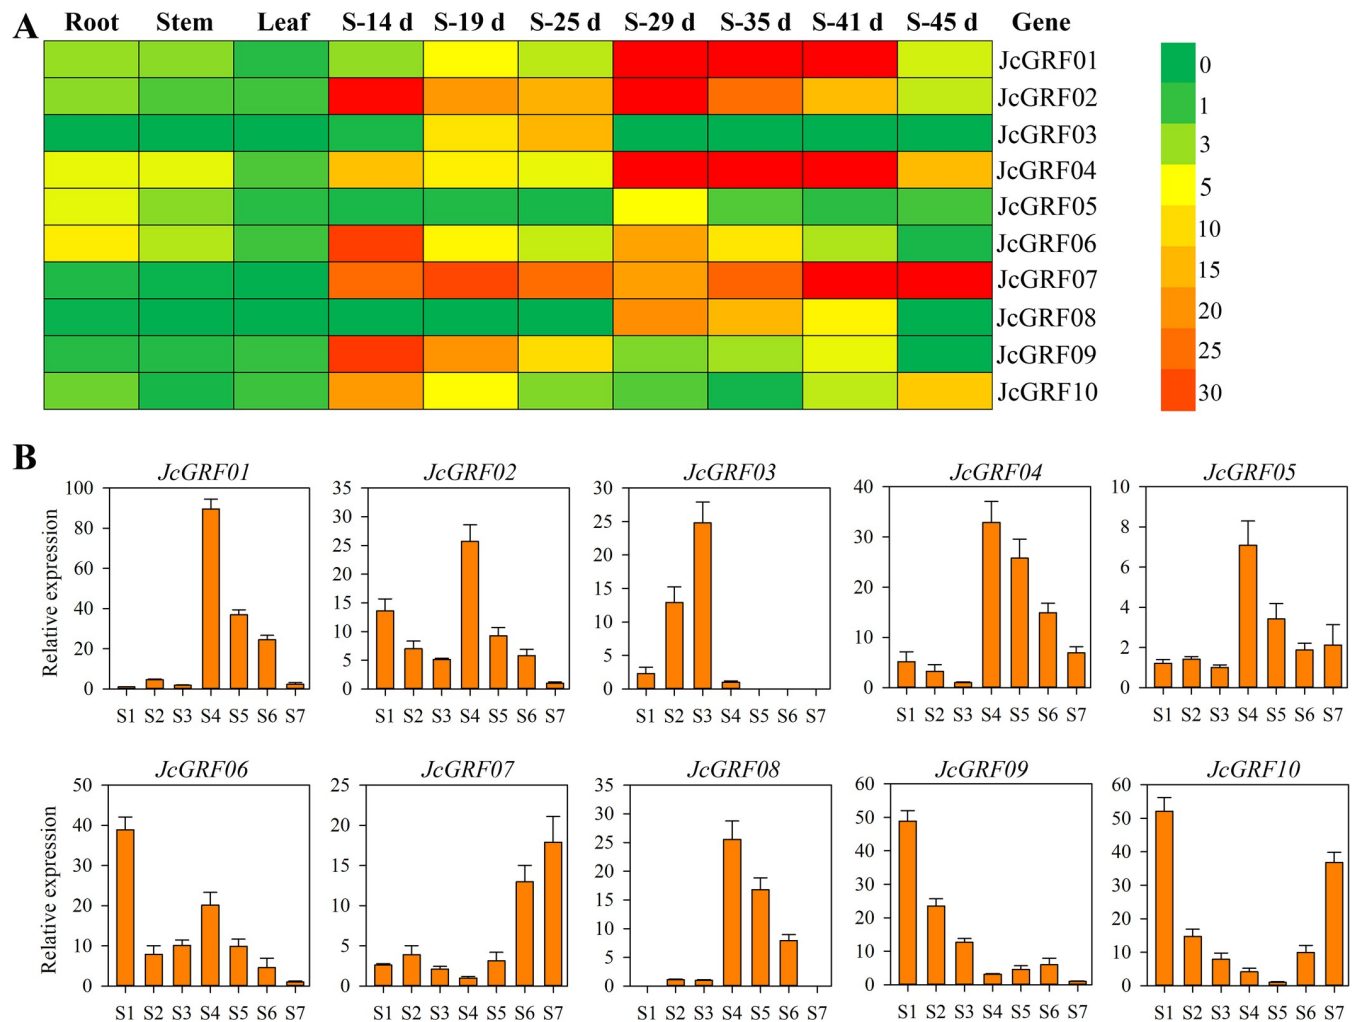 A
Root Stem Leaf S-14 d S-19 d S-25 d S-29 d S-35 d S-41 d S-45 d Gene
JcGRF01
JcGRF02
JcGRF03
JcGRF04
JcGRF05
JcGRF06
JcGRF07
JcGRF08
JcGRF09
JcGRF10
0
1
3
5
10
15
20
25
30
B
JcGRF01
Relative expression
100
80
60
40
20
0
S1 S2 S3 S4 S5 S6 S7
JcGRF02
35
30
25
20
15
10
5
0
S1 S2 S3 S4 S5 S6 S7
JcGRF03
30
25
20
15
10
5
0
S1 S2 S3 S4 S5 S6 S7
JcGRF04
40
30
20
10
0
S1 S2 S3 S4 S5 S6 S7
JcGRF05
10
8
6
4
2
0
S1 S2 S3 S4 S5 S6 S7
JcGRF06
Relative expression
50
40
30
20
10
0
S1 S2 S3 S4 S5 S6 S7
JcGRF07
25
20
15
10
5
0
S1 S2 S3 S4 S5 S6 S7
JcGRF08
35
30
25
20
15
10
5
0
S1 S2 S3 S4 S5 S6 S7
JcGRF09
60
50
40
30
20
10
0
S1 S2 S3 S4 S5 S6 S7
JcGRF10
60
50
40
30
20
10
0
S1 S2 S3 S4 S5 S6 S7